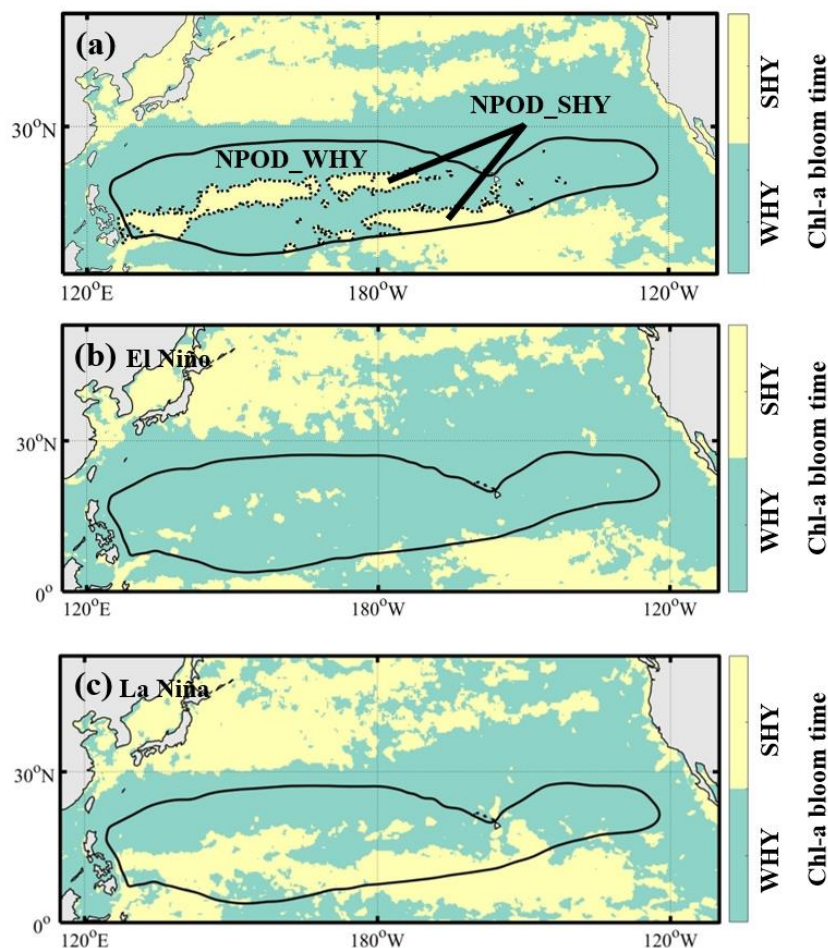 (a)
NPOD_SHY
NPOD_WHY
30°N
120°E
180°W
120°W
SHY
WHY
Chl-a bloom time
(b) El Niño
30°N
0°
120°E
180°W
120°W
SHY
WHY
Chl-a bloom time
(c) La Niña
30°N
0°
120°E
180°W
120°W
SHY
WHY
Chl-a bloom time